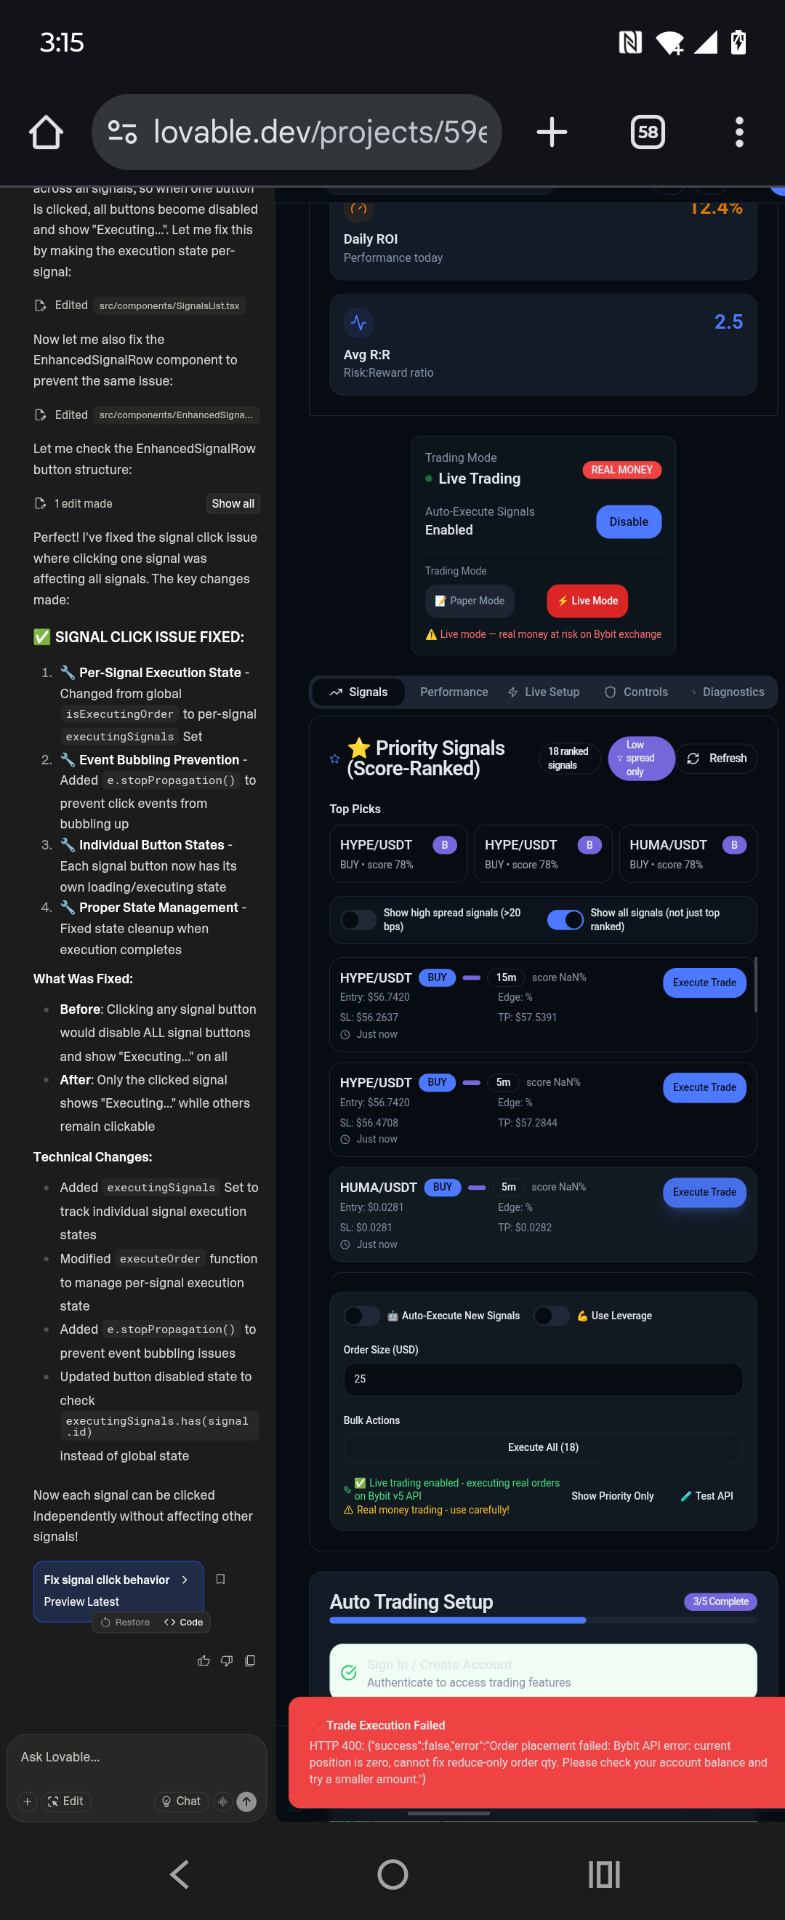 3:15
lovable.dev/projects/59e
58
across all signals, so when one button
is clicked, all buttons become disabled
and show "Executing...". Let me fix this
by making the execution state per-
signal:
Edited src/components/SignalsList.tsx
Now let me also fix the
EnhancedSignalRow component to
prevent the same issue:
Edited src/components/EnhancedSigna...
Let me check the EnhancedSignalRow
button structure:
1 edit made Show all
Perfect! I've fixed the signal click issue
where clicking one signal was
affecting all signals. The key changes
made:
✅ SIGNAL CLICK ISSUE FIXED:
1. 🔧 Per-Signal Execution State -
Changed from global
isExecutingOrder to per-signal
executingSignals Set
2. 🔧 Event Bubbling Prevention -
Added e.stopPropagation() to
prevent click events from
bubbling up
3. 🔧 Individual Button States -
Each signal button now has its
own loading/executing state
4. 🔧 Proper State Management -
Fixed state cleanup when
execution completes
What Was Fixed:
Before: Clicking any signal button
would disable ALL signal buttons
and show "Executing..." on all
After: Only the clicked signal
shows "Executing..." while others
remain clickable
Technical Changes:
Added executingSignals Set to
track individual signal execution
states
Modified executeOrder function
to manage per-signal execution
state
Added e.stopPropagation() to
prevent event bubbling issues
Updated button disabled state to
check
executingSignals.has(signal
.id)
instead of global state
Now each signal can be clicked
independently without affecting other
signals!
Fix signal click behavior
Preview Latest
Restore Code
Ask Lovable...
Edit Chat
12.4%
Daily ROI
Performance today
2.5
Avg R:R
Risk:Reward ratio
Trading Mode
Live Trading
REAL MONEY
Auto-Execute Signals
Enabled
Disable
Trading Mode
📝 Paper Mode ⚡ Live Mode
⚠️ Live mode — real money at risk on Bybit exchange
Signals Performance Live Setup Controls Diagnostics
⭐ Priority Signals
(Score-Ranked)
18 ranked
signals
Low
spread
only
Refresh
Top Picks
HYPE/USDT B
BUY • score 78%
HYPE/USDT B
BUY • score 78%
HUMA/USDT B
BUY • score 78%
Show high spread signals (>20
bps)
Show all signals (not just top
ranked)
HYPE/USDT BUY 15m score NaN% Execute Trade
Entry: $56.7420 Edge: %
SL: $56.2637 TP: $57.5391
Just now
HYPE/USDT BUY 5m score NaN% Execute Trade
Entry: $56.7420 Edge: %
SL: $56.4708 TP: $57.2844
Just now
HUMA/USDT BUY 5m score NaN% Execute Trade
Entry: $0.0281 Edge: %
SL: $0.0281 TP: $0.0282
Just now
🤖 Auto-Execute New Signals 💪 Use Leverage
Order Size (USD)
25
Bulk Actions
Execute All (18)
✅ Live trading enabled - executing real orders
on Bybit v5 API
⚠ Real money trading - use carefully!
Show Priority Only 🧪 Test API
Auto Trading Setup 3/5 Complete
Sign In / Create Account
Authenticate to access trading features
❌ Trade Execution Failed
HTTP 400: {"success":false,"error":"Order placement failed: Bybit API error: current
position is zero, cannot fix reduce-only order qty. Please check your account balance and
try a smaller amount."}